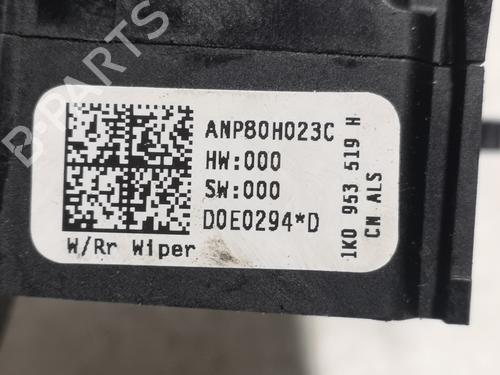 ANP80H023C
HW:000
SW:000
D0E0294*D
W/Rr Wiper
1K0 953 519 H
CN ALS
B-PARTS